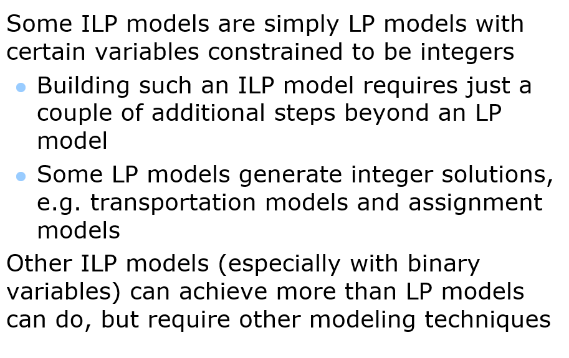 Some ILP models are simply LP models with
certain variables constrained to be integers
Building such an ILP model requires just a
couple of additional steps beyond an LP
model
Some LP models generate integer solutions,
e.g. transportation models and assignment
models
Other ILP models (especially with binary
variables) can achieve more than LP models
can do, but require other modeling techniques